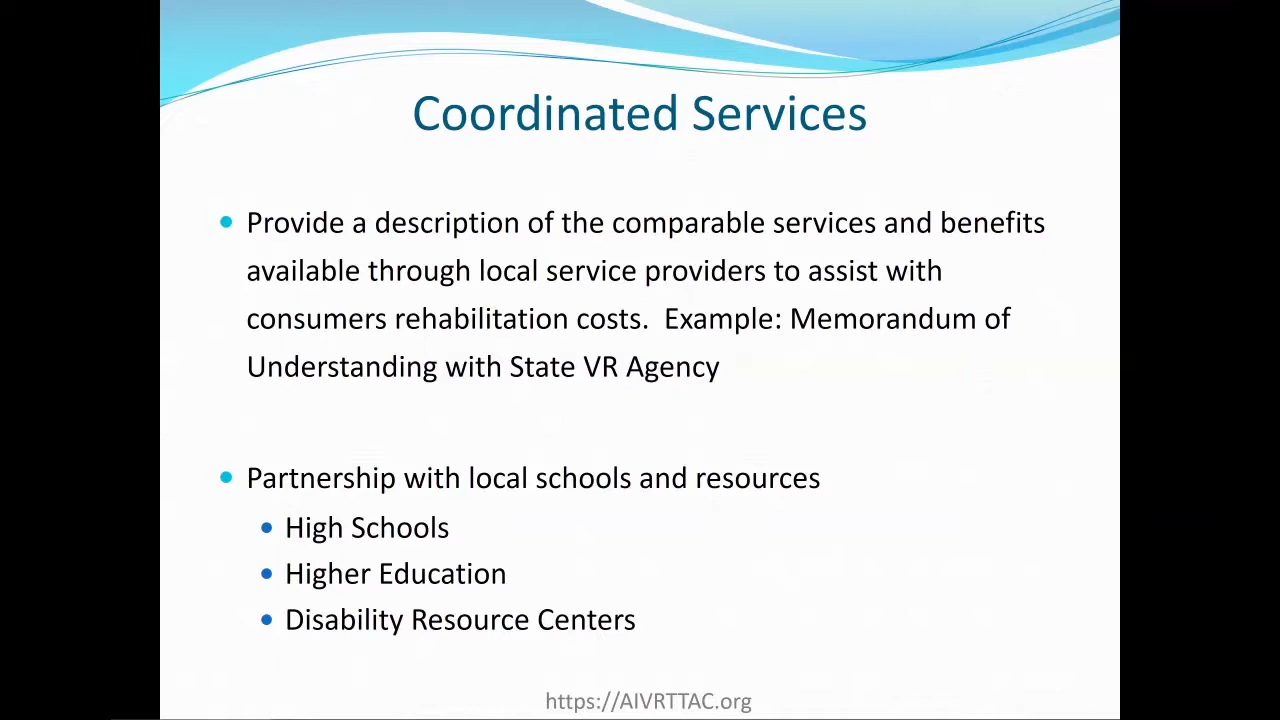 Coordinated Services
Provide a description of the comparable services and benefits
available through local service providers to assist with
consumers rehabilitation costs.  Example: Memorandum of
Understanding with State VR Agency
Partnership with local schools and resources
High Schools
Higher Education
Disability Resource Centers
https://AIVRTTAC.org